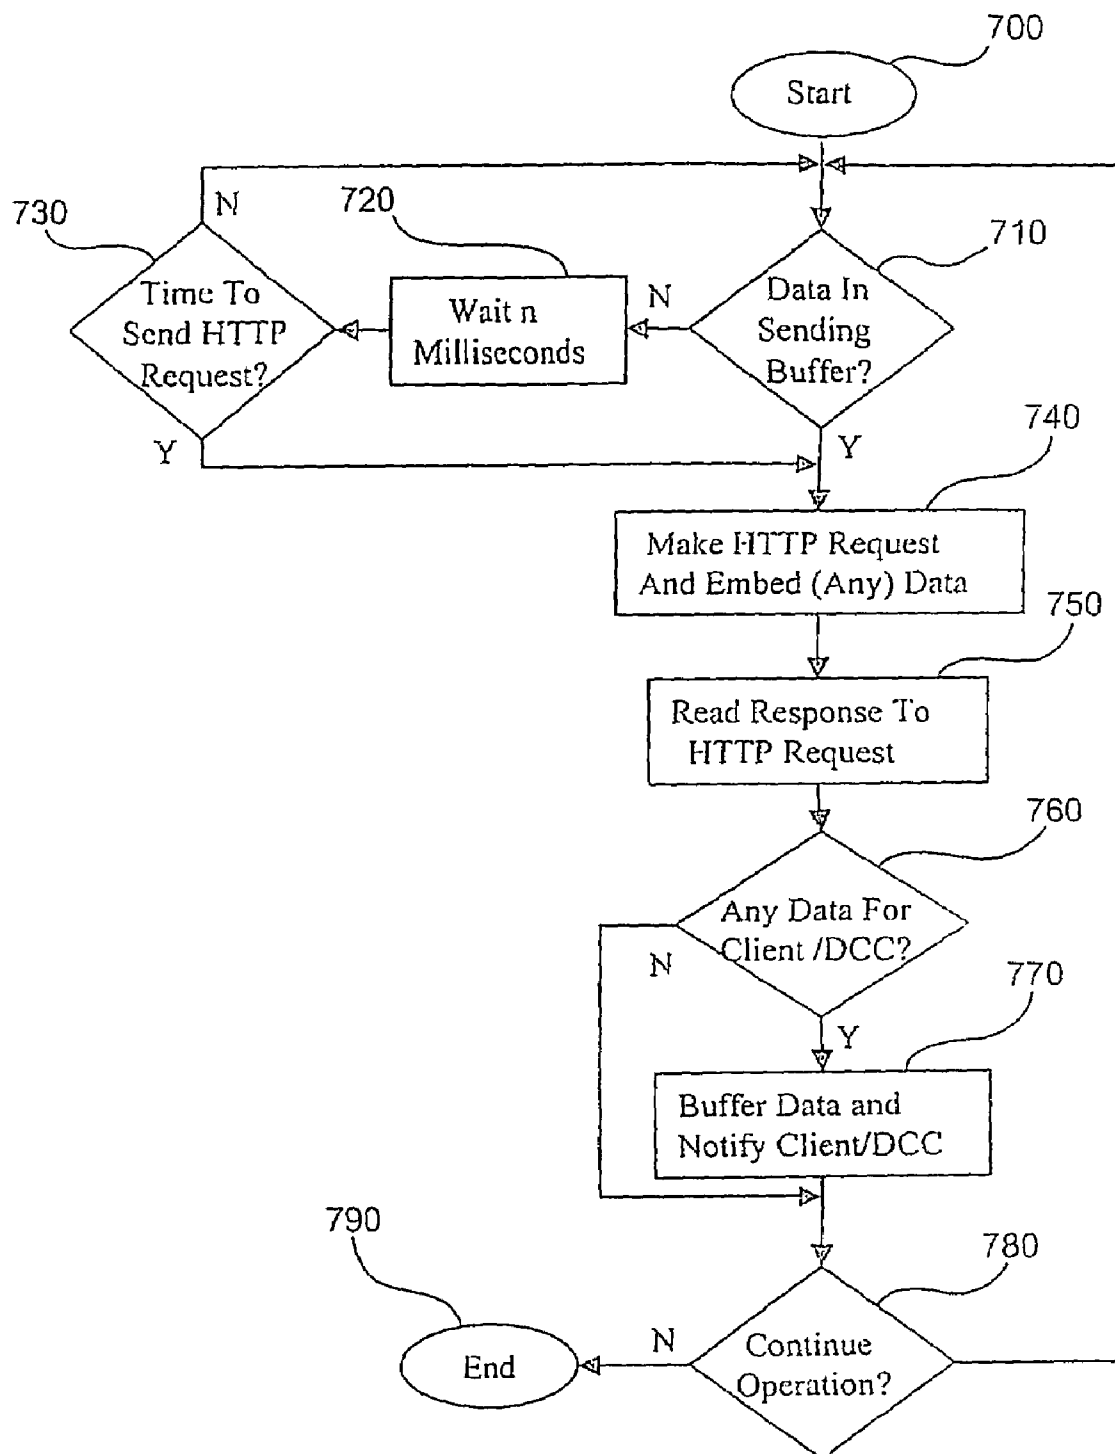 700
Start
730
N
720
710
Time To
Send HTTP
Request?
Wait n
Milliseconds
N
Data In
Sending
Buffer?
Y
Y
740
Make HTTP Request
And Embed (Any) Data
750
Read Response To
HTTP Request
760
Any Data For
Client /DCC?
N
770
Y
Buffer Data and
Notify Client/DCC
790
780
End
N
Continue
Operation?